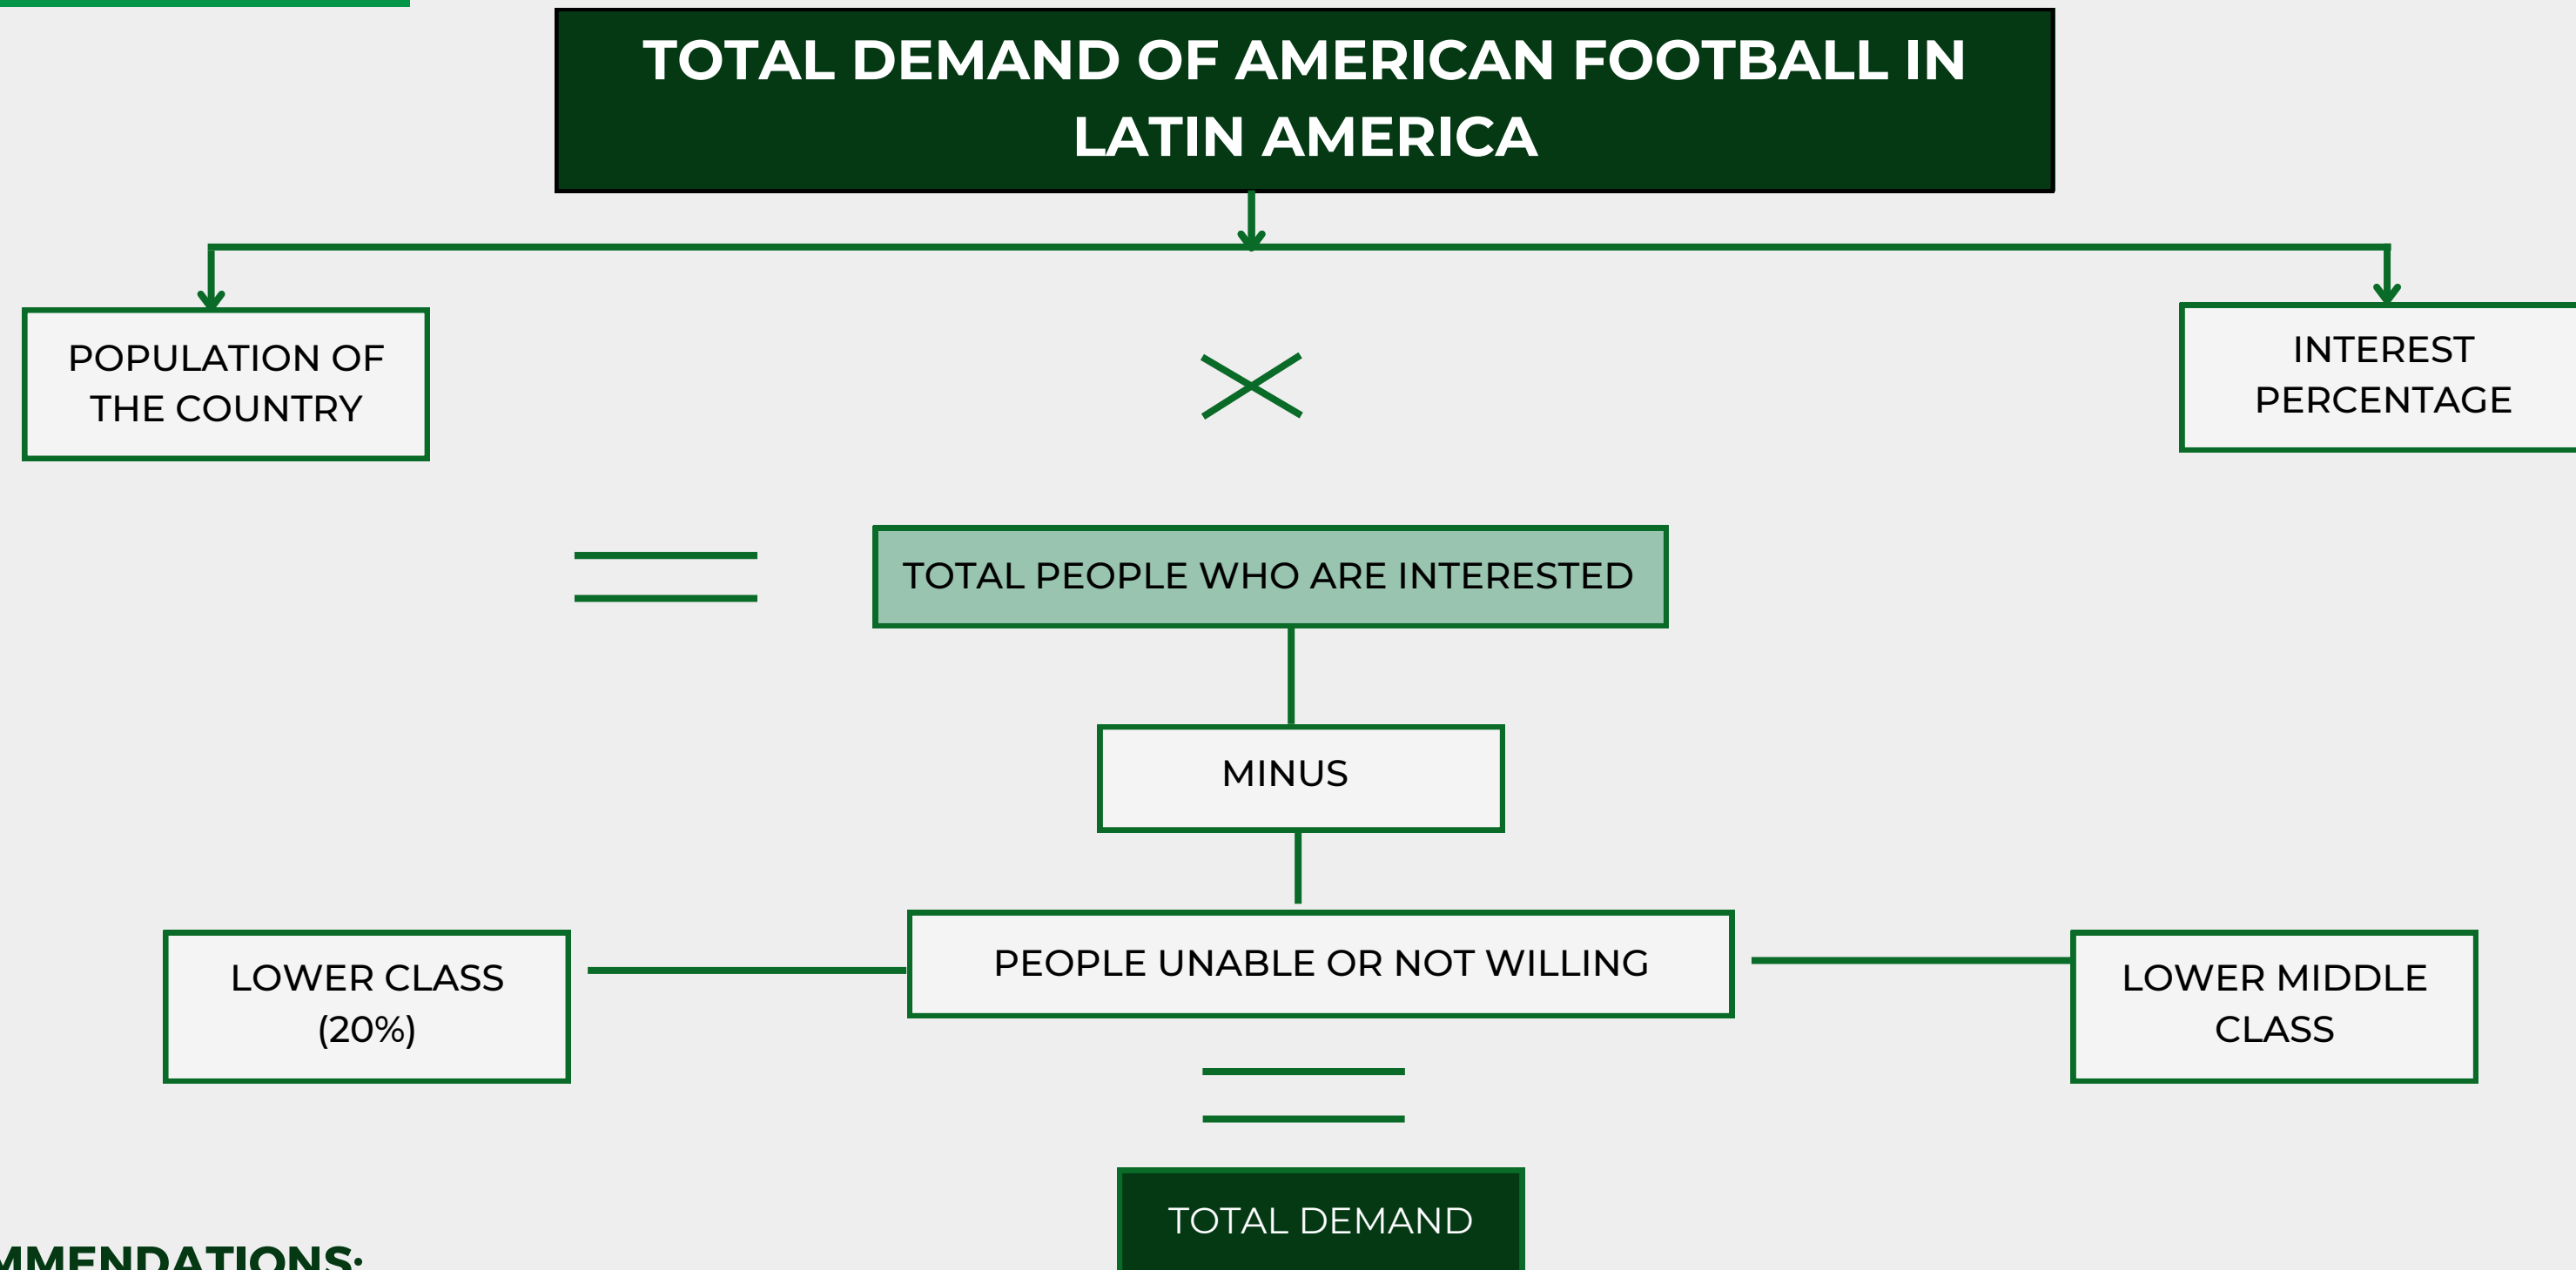 TOTAL DEMAND OF AMERICAN FOOTBALL IN
LATIN AMERICA
POPULATION OF
THE COUNTRY
INTEREST
PERCENTAGE
TOTAL PEOPLE WHO ARE INTERESTED
MINUS
PEOPLE UNABLE OR NOT WILLING
LOWER CLASS
(20%)
LOWER MIDDLE
CLASS
TOTAL DEMAND
MMENDATIONS: